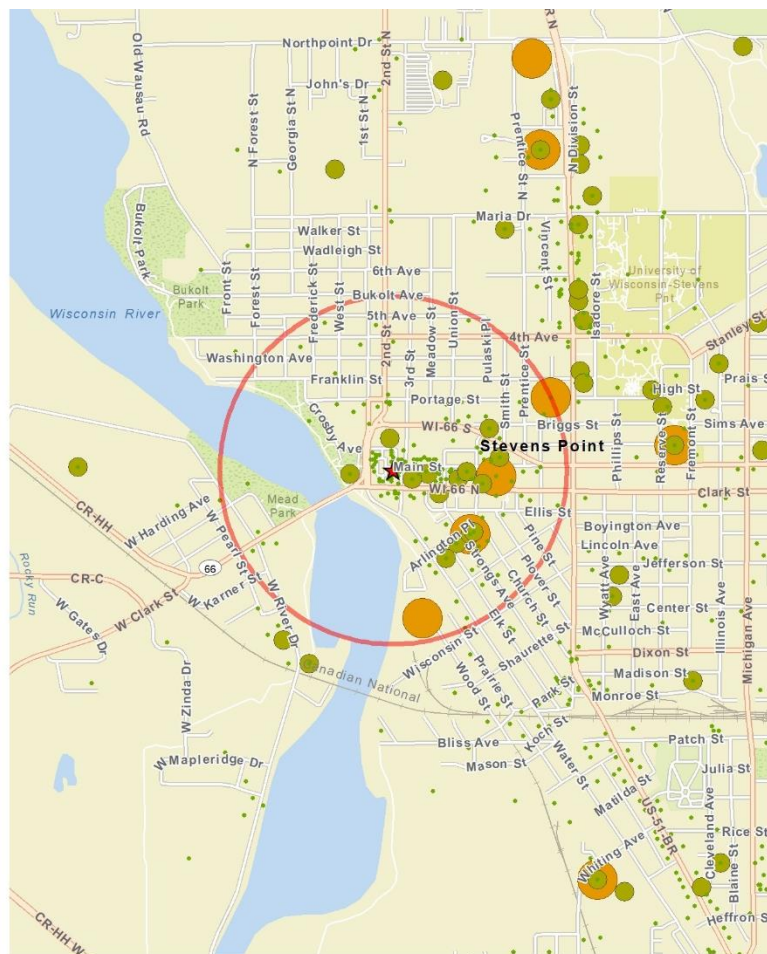 Northpoint Dr
Old Wausau Rd
2nd St N
R N
John's Dr
N Forest St
Georgia St N
1st St N
Prentice St N
N Division St
Bukolt Park
Maria Dr
Walker St
Wadleigh St
Vincent St
University of
Wisconsin-Stevens
Pnt
6th Ave
Front St
Forest St
Frederick St
West St
Bukolt
Park
Bukolt Ave
Union St
Isadore St
Wisconsin River
5th Ave
2nd St
Meadow St
Pulaski Pl
4th Ave
Stanley St
Washington Ave
3rd St
Smith St
Prentice St
Franklin St
High St
Prais S
Portage St
Crosby Ave
WI-66 S
Briggs St
Phillips St
Reserve St
Fremont St
Sims Ave
Stevens Point
Main St
CR-HH
W Harding Ave
Mead
Park
WI-66 N
Clark St
Ellis St
W Pearl St S
Arlington Pl
Strongs Ave
Pine St
Boyington Ave
Lincoln Ave
Rocky Run
CR-C
66
W Karner St
W River Dr
Church St
Plover St
Wyatt Ave
East Ave
Jefferson St
W Clark St
Elk St
Center St
Illinois Ave
Michigan Ave
W Gates Dr
McCulloch St
Wisconsin St
Shaurette St
Dixon St
Canadian National
W Zinda Dr
Wood St
Prairie St
Park St
Madison St
Monroe St
Bliss Ave
Koch St
Water St
Patch St
W Mapleridge Dr
Mason St
Julia St
Matilda St
US-51-BR
Cleveland Ave
Rice St
Whiting Ave
Blaine St
CR-HH W
Heffron S